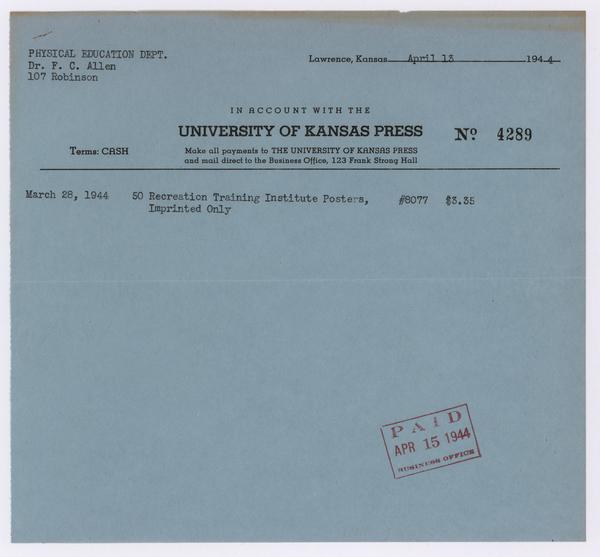 PHYSICAL EDUCATION DEPT.
Dr. F. C. Allen
107 Robinson
Lawrence, Kansas April 13 1944
IN ACCOUNT WITH THE
UNIVERSITY OF KANSAS PRESS
No 4289
Terms: CASH
Make all payments to THE UNIVERSITY OF KANSAS PRESS
and mail direct to the Business Office, 123 Frank Strong Hall
March 28, 1944 50 Recreation Training Institute Posters, #8077 $3.35
Imprinted Only
PAID
APR 15 1944
BUSINESS OFFICE